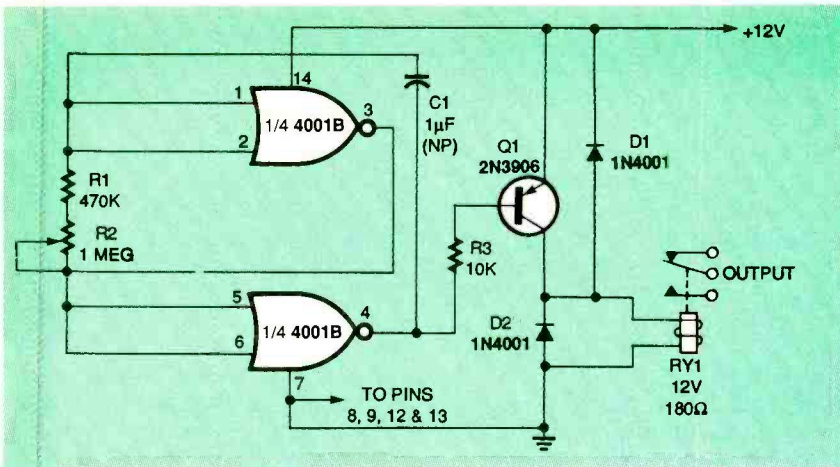 +12V
14
1
1/4 4001B
3
2
C1
1µF
(NP)
Q1
2N3906
D1
1N4001
R1
470K
R2
1 MEG
R3
10K
OUTPUT
5
1/4 4001B
4
6
7
D2
1N4001
TO PINS
8, 9, 12 & 13
RY1
12V
180Ω